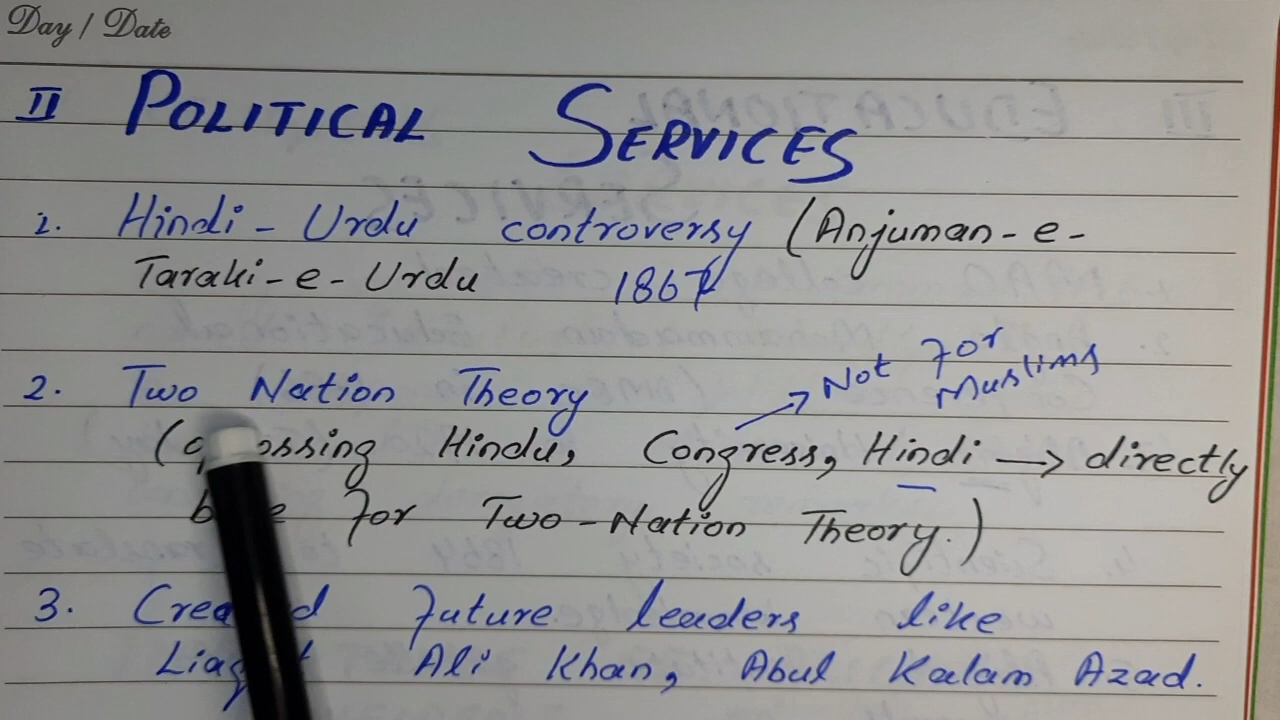 Day / Date
II POLITICAL SERVICES
1. Hindi - Urdu controversy (Anjuman-e-
Taraki-e-Urdu 1867
2. Two Nation Theory
Not For
Muslims
Hindu, Congress, Hindi → directly
for Two-Nation Theory.)
3. future leaders like
Ali Khan, Abul Kalam Azad.